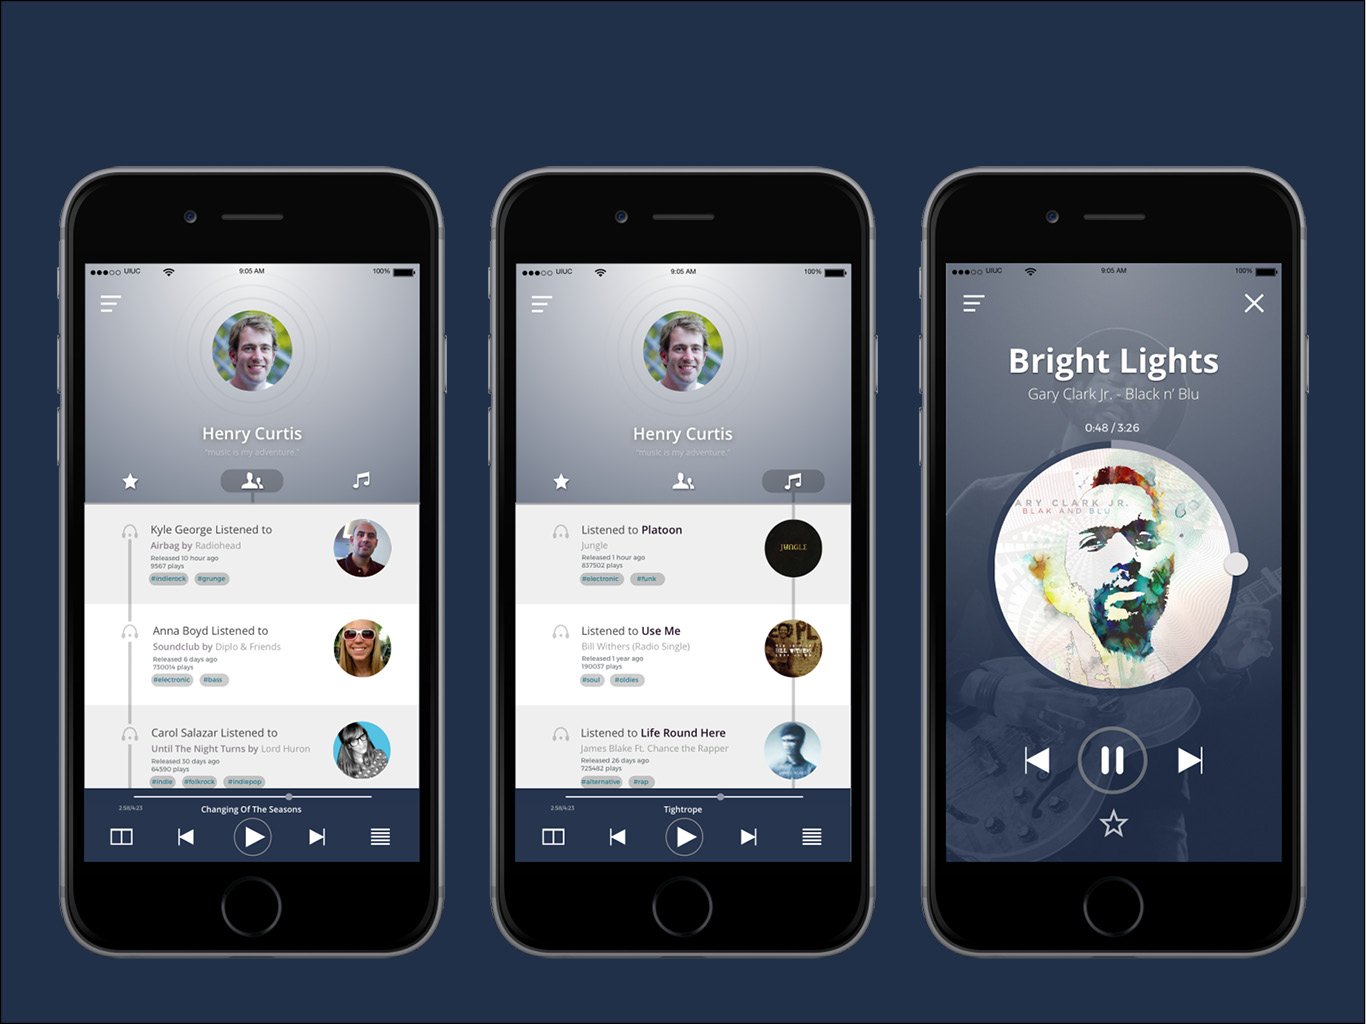 UIUC
9:05 AM
100%
Henry Curtis
"music is my adventure."
Kyle George Listened to
Airbag by Radiohead
Released 10 hour ago
9567 plays
#indierock #grunge
Anna Boyd Listened to
Soundclub by Diplo & Friends
Released 6 days ago
730014 plays
#electronic #bass
Carol Salazar Listened to
Until The Night Turns by Lord Huron
Released 30 days ago
64590 plays
#indie #folkrock #indiepop
2:58/4:23
Changing Of The Seasons
UIUC
9:05 AM
100%
Henry Curtis
"music is my adventure."
Listened to Platoon
Jungle
Released 1 hour ago
837502 plays
#electronic #funk
JUNGLE
Listened to Use Me
Bill Withers (Radio Single)
Released 1 year ago
190037 plays
#soul #oldies
BILL WITHERS
Listened to Life Round Here
James Blake Ft. Chance the Rapper
Released 26 days ago
725482 plays
#alternative #rap
JAMES BLAKE
2:58/4:23
Tightrope
UIUC
9:05 AM
100%
Bright Lights
Gary Clark Jr. - Black n' Blu
0:48 / 3:26
ARY CLARK JR.
BLAK AND BLU